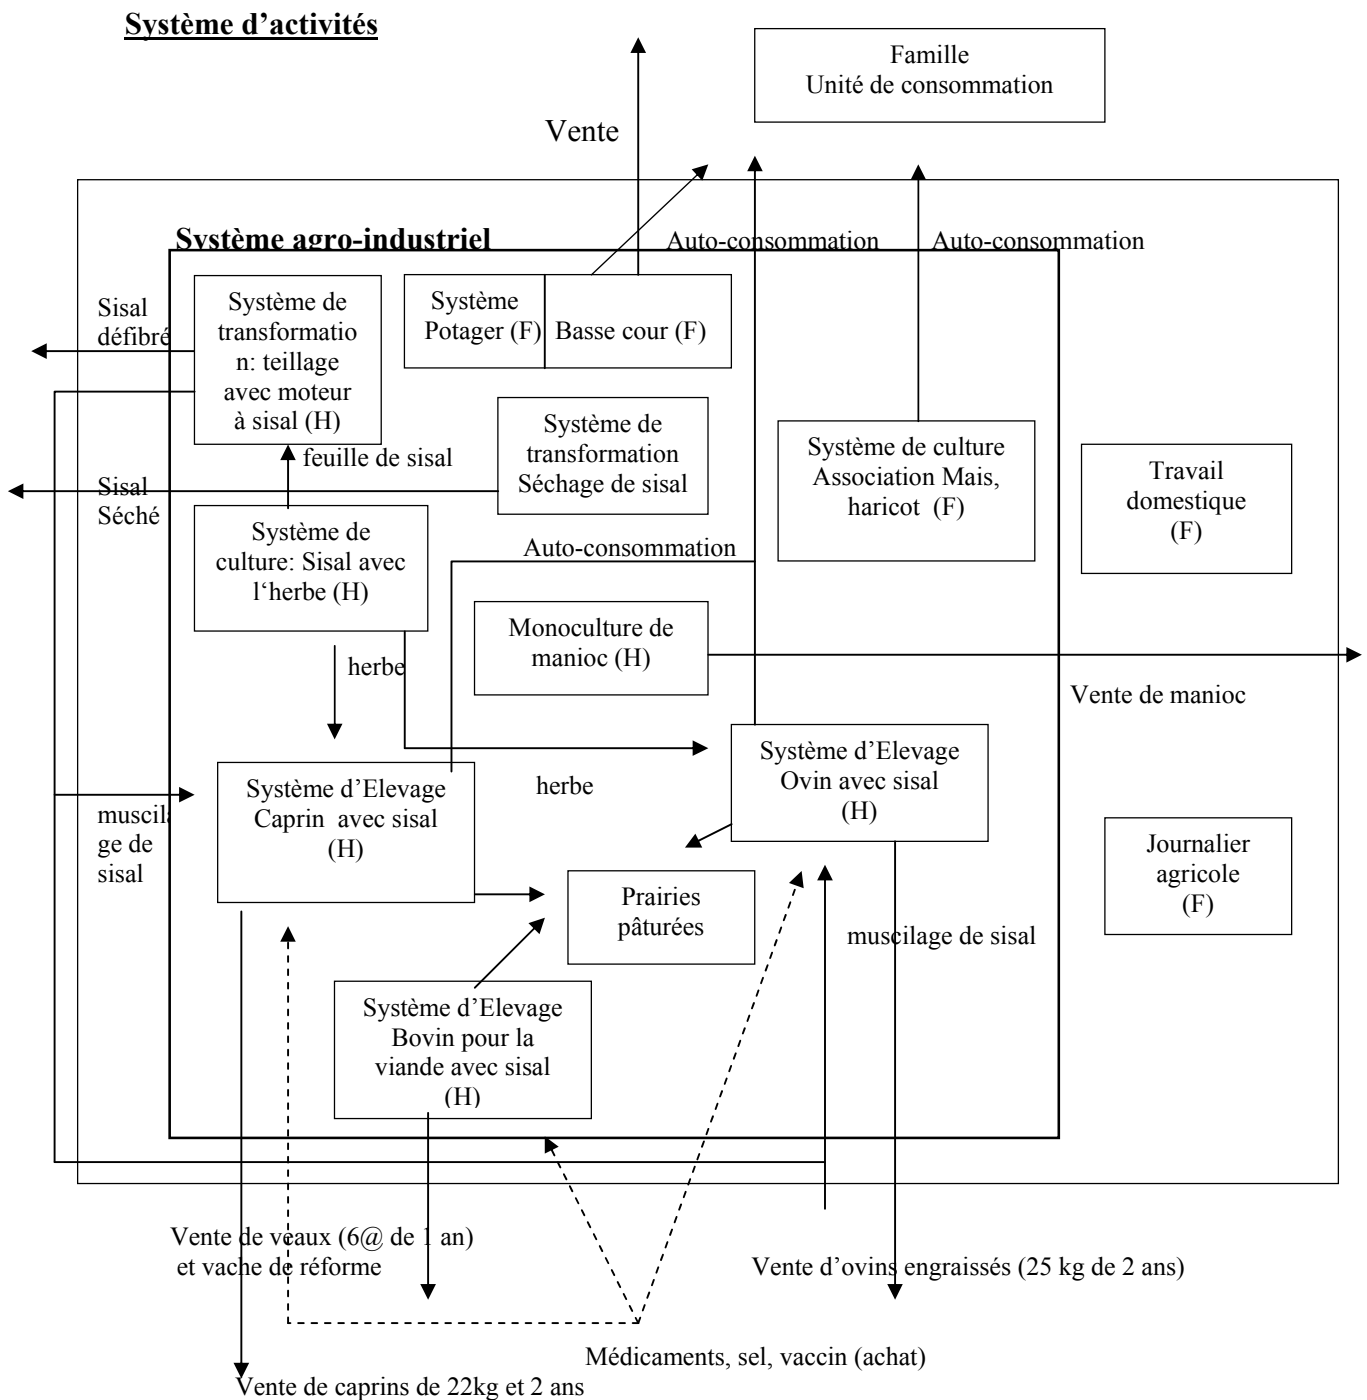 Système d’activités
Famille
Unité de consommation
Vente
Système agro-industriel
Auto-consommation
Auto-consommation
Sisal
défibré
Système de
transformatio
n: teillage
avec moteur
à sisal (H)
Système
Potager (F)
Basse cour (F)
feuille de sisal
Système de
transformation
Séchage de sisal
Système de culture
Association Mais,
haricot (F)
Travail
domestique
(F)
Sisal
Séché
Système de
culture: Sisal avec
l‘herbe (H)
Auto-consommation
Monoculture de
manioc (H)
herbe
Vente de manioc
Système d’Elevage
Ovin avec sisal
(H)
herbe
Système d’Elevage
Caprin avec sisal
(H)
muscila
ge de
sisal
Journalier
agricole
(F)
Prairies
pâturées
muscilage de sisal
Système d’Elevage
Bovin pour la
viande avec sisal
(H)
Vente de veaux (6@ de 1 an)
et vache de réforme
Vente d’ovins engraissés (25 kg de 2 ans)
Médicaments, sel, vaccin (achat)
Vente de caprins de 22kg et 2 ans